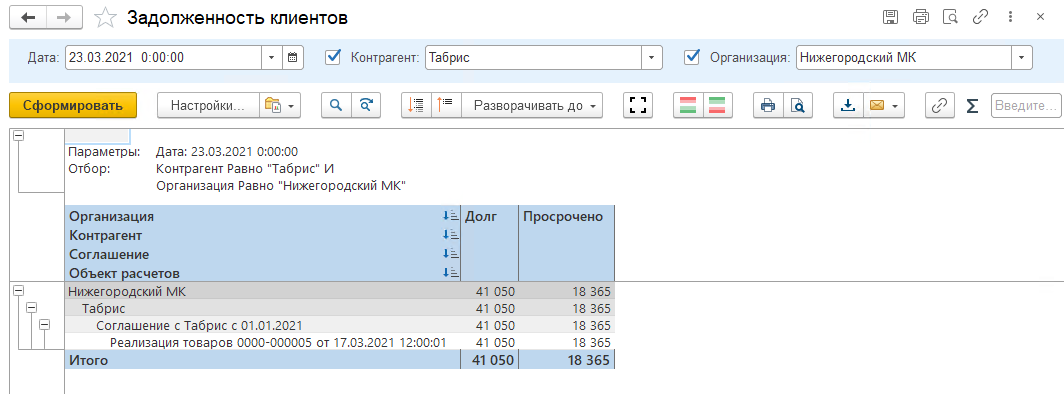 Задолженность клиентов
Дата: 23.03.2021 0:00:00 Контрагент: Табрис Организация: Нижегородский МК
Сформировать Настройки... Разворачивать до Введите...
Параметры: Дата: 23.03.2021 0:00:00
Отбор: Контрагент Равно "Табрис" И
Организация Равно "Нижегородский МК"
Организация Долг Просрочено
Контрагент
Соглашение
Объект расчетов
Нижегородский МК 41 050 18 365
Табрис 41 050 18 365
Соглашение с Табрис с 01.01.2021 41 050 18 365
Реализация товаров 0000-000005 от 17.03.2021 12:00:01 41 050 18 365
Итого 41 050 18 365